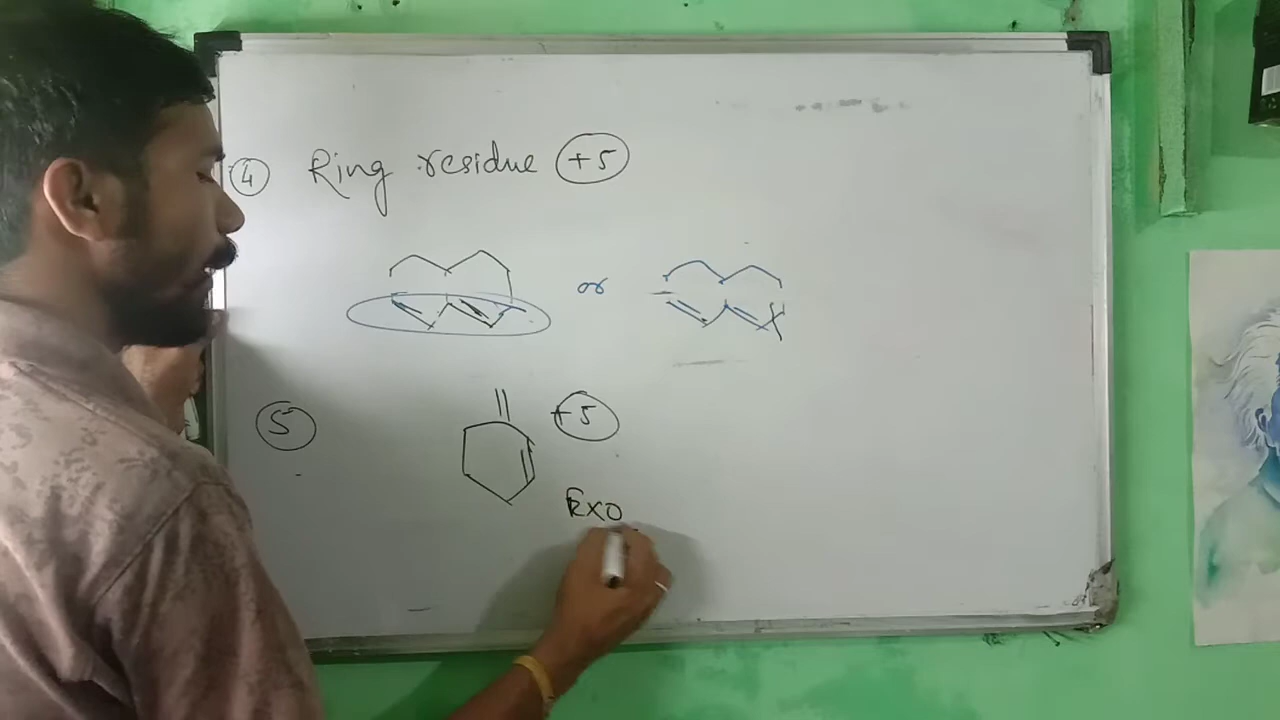 ④ Ring residue +5
or
⑤ +5
Exo